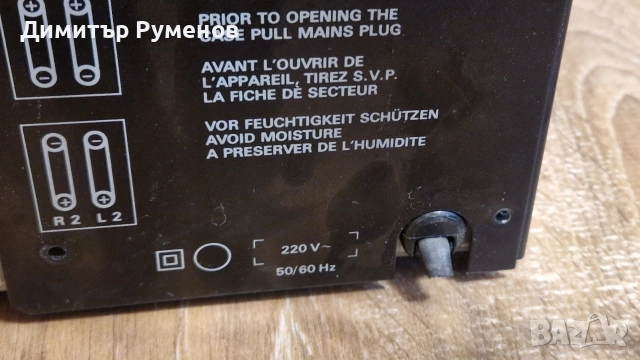 Димитър Руменов
PRIOR TO OPENING THE
CASE PULL MAINS PLUG
AVANT L'OUVRIR DE
L'APPAREIL, TIREZ S.V.P.
LA FICHE DE SECTEUR
VOR FEUCHTIGKEIT SCHÜTZEN
AVOID MOISTURE
A PRESERVER DE L'HUMIDITE
R 2 L 2
220 V~
50/60 Hz
BAZAR